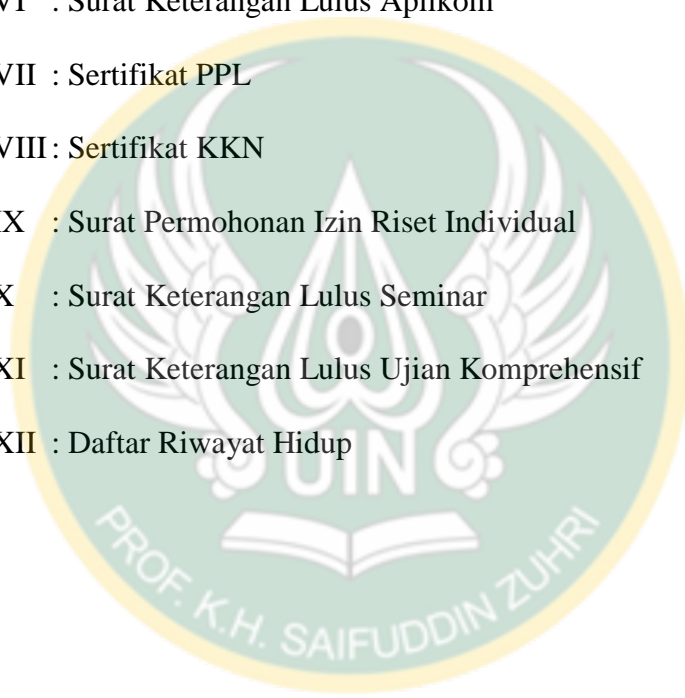 VI : Surat Keterangan Lulus Aplikom
VII : Sertifikat PPL
VIII : Sertifikat KKN
IX : Surat Permohonan Izin Riset Individual
X : Surat Keterangan Lulus Seminar
XI : Surat Keterangan Lulus Ujian Komprehensif
XII : Daftar Riwayat Hidup
UIN
PROF. K.H. SAIFUDDIN ZUHRI